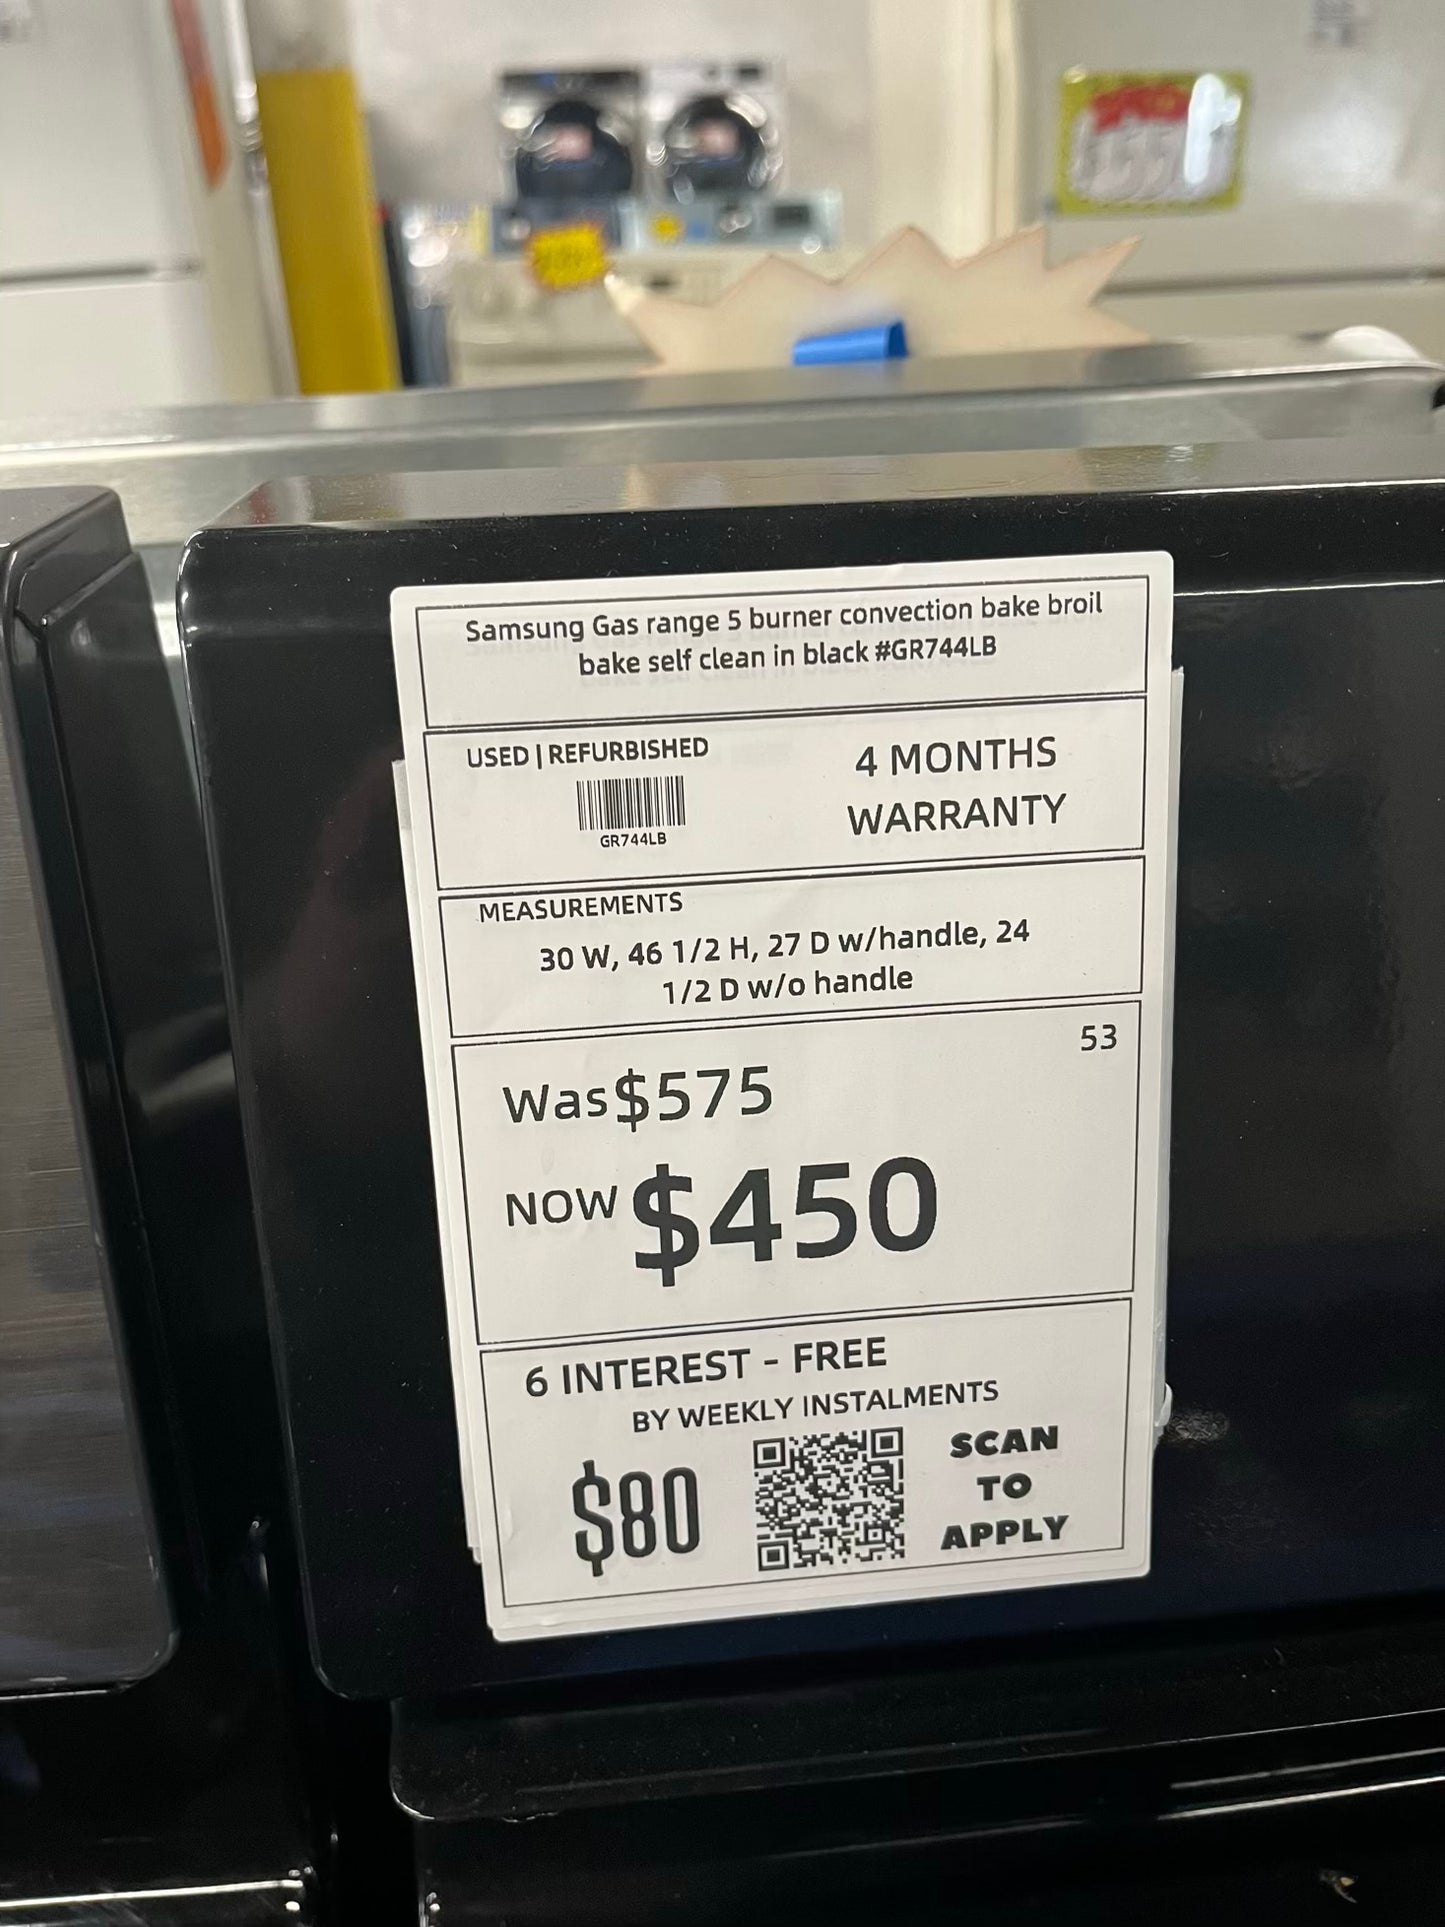 Samsung Gas range 5 burner convection bake broil
bake self clean in black #GR744LB
USED | REFURBISHED
GR744LB
4 MONTHS
WARRANTY
MEASUREMENTS
30 W, 46 1/2 H, 27 D w/handle, 24
1/2 D w/o handle
53
Was $575
NOW $450
6 INTEREST - FREE
BY WEEKLY INSTALMENTS
$80
SCAN
TO
APPLY